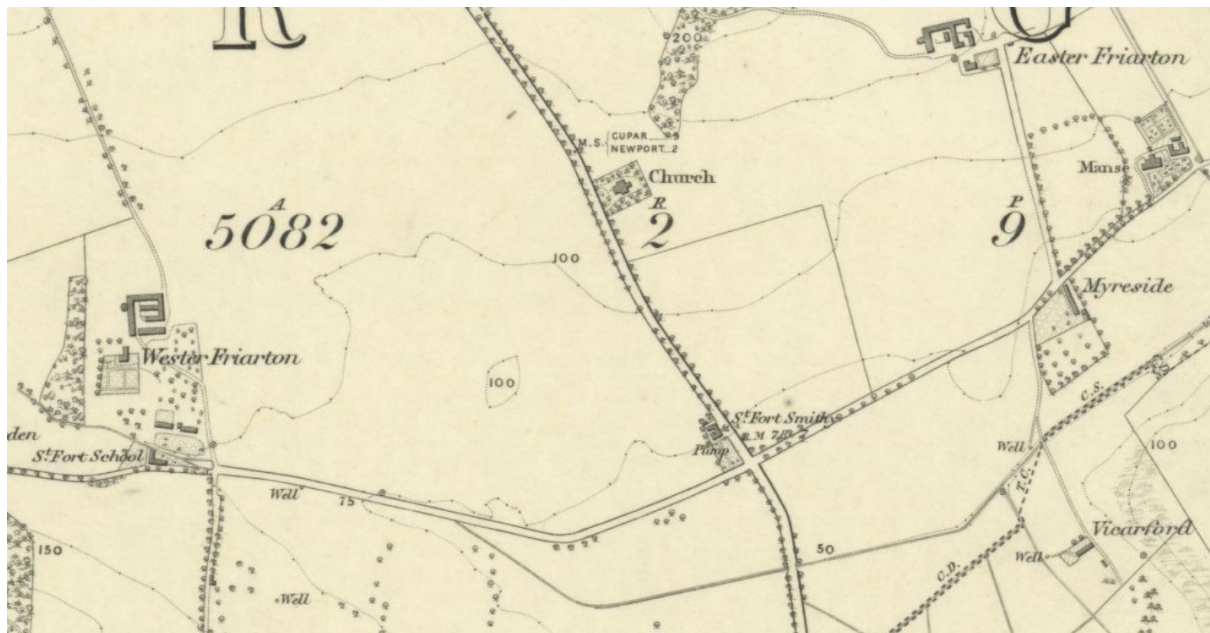 R G
200
Easter Friarton
M.S. { CUPAR 9
NEWPORT 2
Church
Manse
A R P
5082 2 9
100
Myreside
Wester Friarton
100
St. Fort Smithy
C.S.
Pump
den
St. Fort School
Well
100
Well
75
F.C.
Vicarford
150
50
Well
C.D.
Well